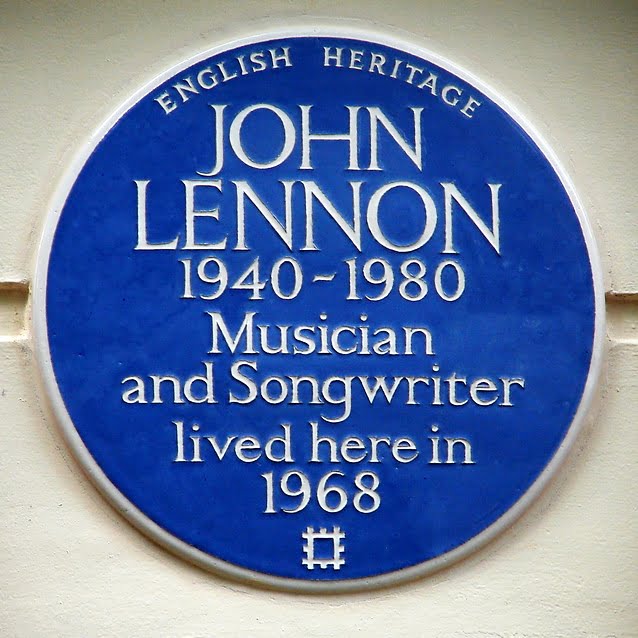 ENGLISH HERITAGE
JOHN
LENNON
1940-1980
Musician
and Songwriter
lived here in
1968